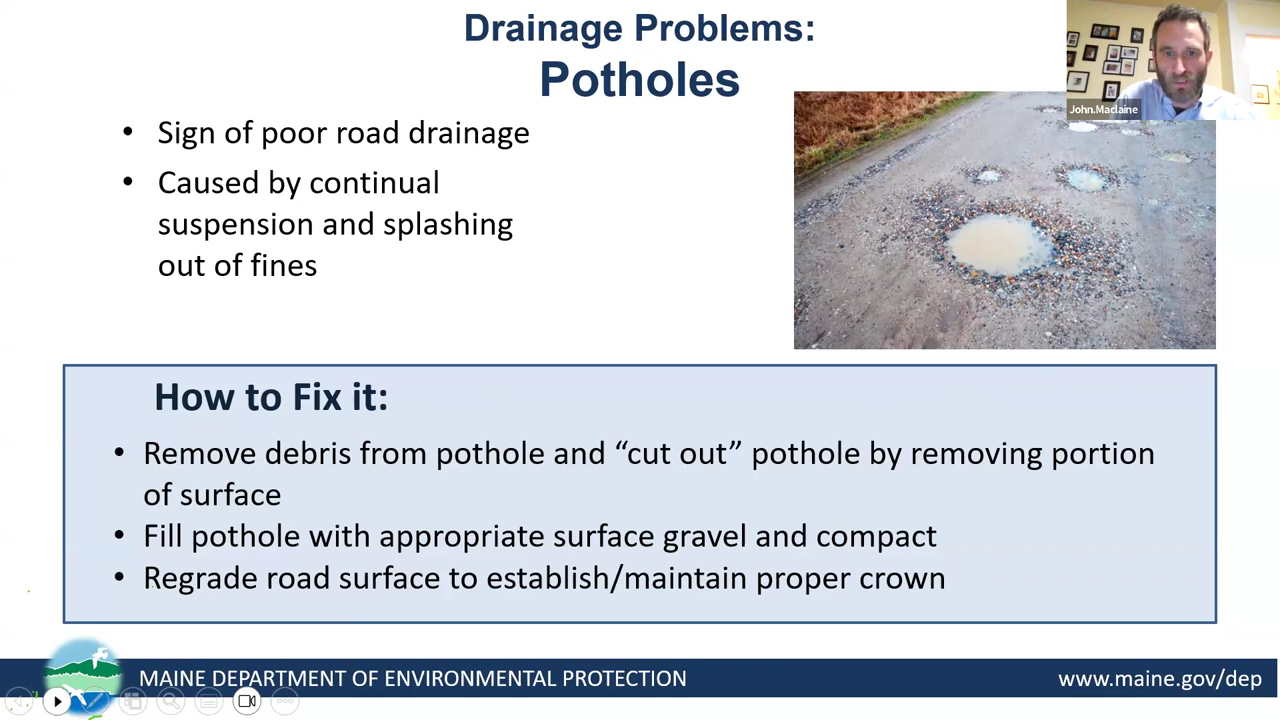 Drainage Problems:
Potholes
John.Maclaine
• Sign of poor road drainage
• Caused by continual
suspension and splashing
out of fines
How to Fix it:
• Remove debris from pothole and “cut out” pothole by removing portion
of surface
• Fill pothole with appropriate surface gravel and compact
• Regrade road surface to establish/maintain proper crown
MAINE DEPARTMENT OF ENVIRONMENTAL PROTECTION
www.maine.gov/dep